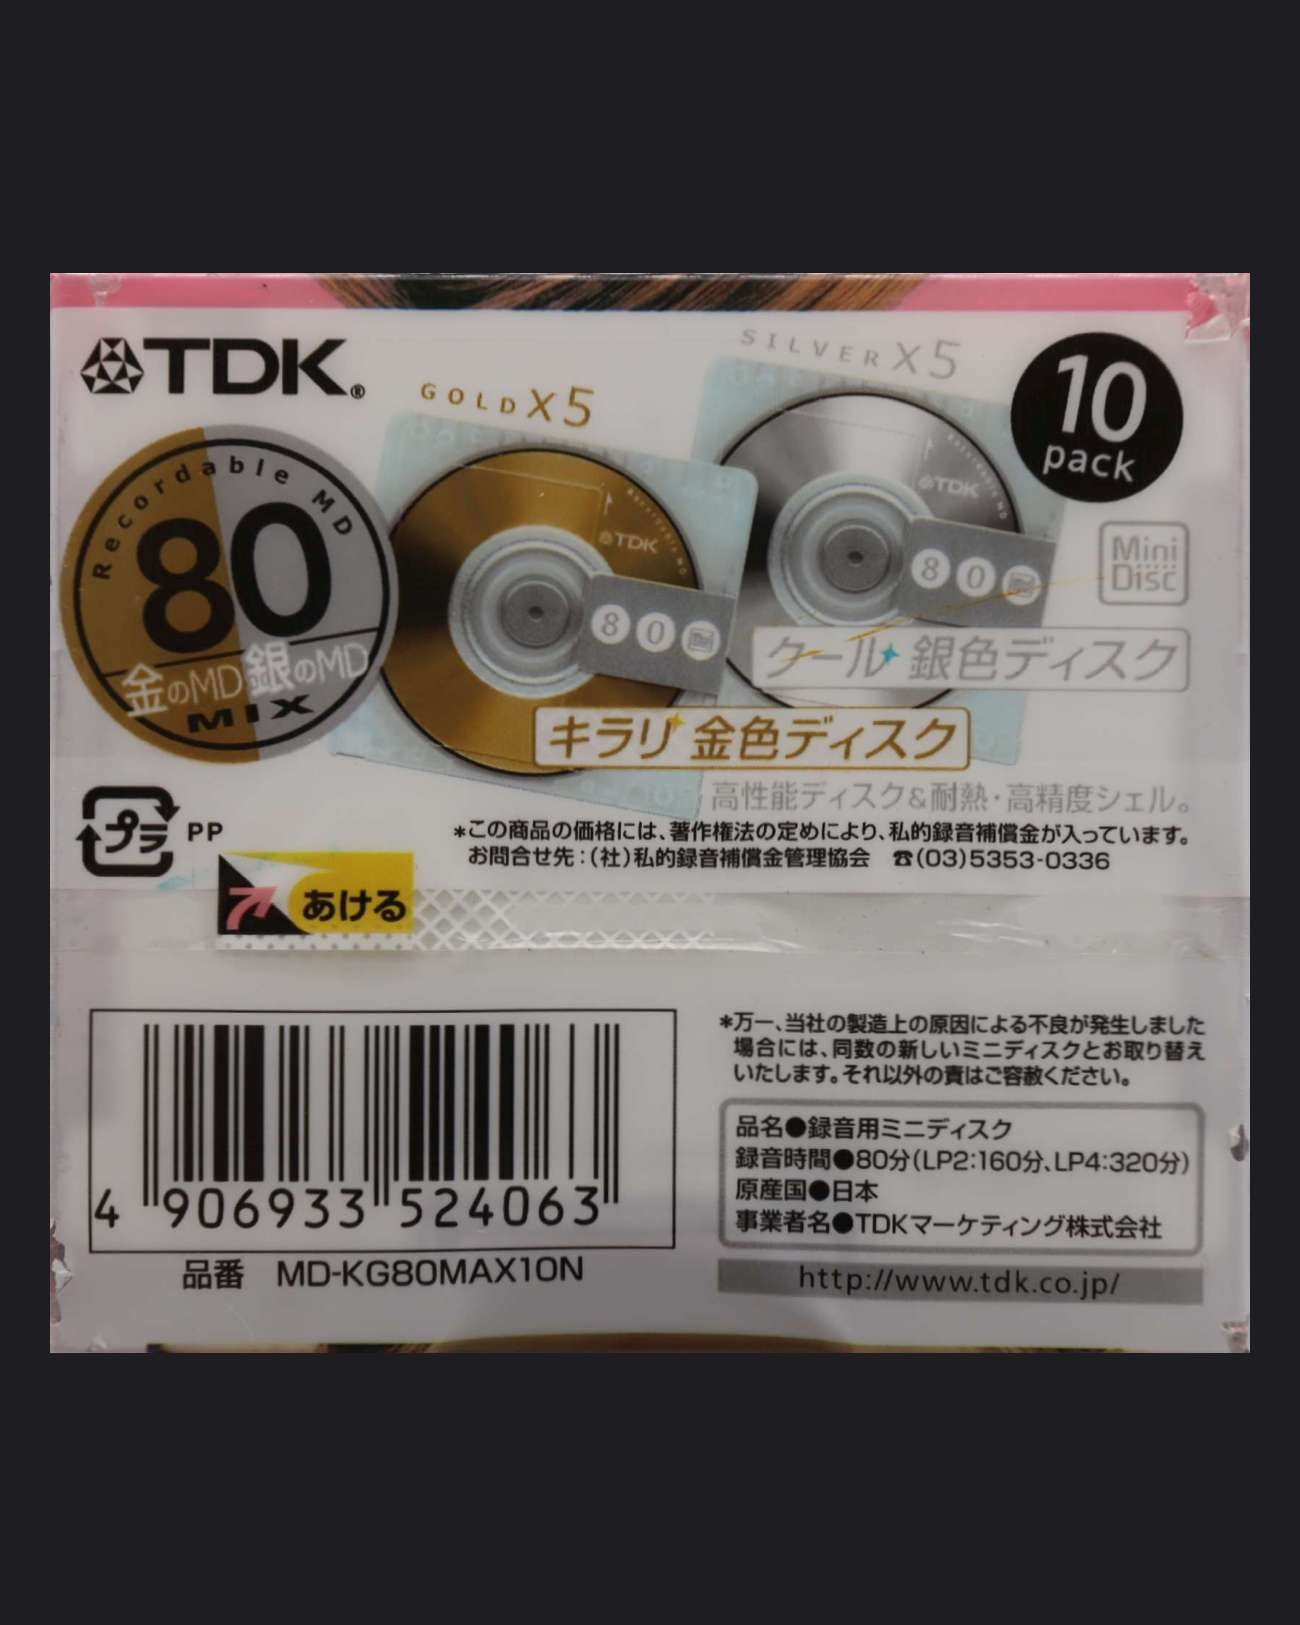 TDK®
GOLD X5
SILVER X5
10
pack
Recordable MD
80
金のMD銀のMD
MIX
TDK
Recordable MD
80
TDK
Recordable MD
80
Mini
Disc
クール 銀色ディスク
キラリ 金色ディスク
高性能ディスク&耐熱・高精度シェル。
プラ PP
*この商品の価格には、著作権法の定めにより、私的録音補償金が入っています。
お問合せ先:(社)私的録音補償金管理協会 ☎(03)5353-0336
あける
4 906933 524063
品番 MD-KG80MAX10N
*万一、当社の製造上の原因による不良が発生しました
場合には、同数の新しいミニディスクとお取り替え
いたします。それ以外の責はご容赦ください。
品名●録音用ミニディスク
録音時間●80分(LP2:160分、LP4:320分)
原産国●日本
事業者名●TDKマーケティング株式会社
http://www.tdk.co.jp/